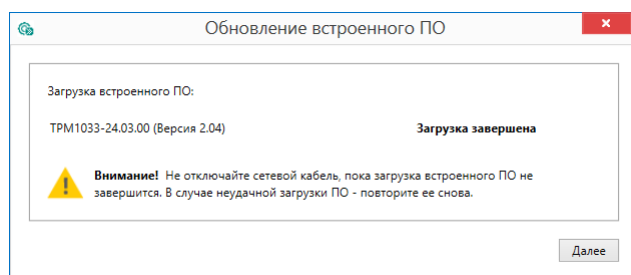 Обновление встроенного ПО
Загрузка встроенного ПО:
ТРМ1033-24.03.00 (Версия 2.04) Загрузка завершена
Внимание! Не отключайте сетевой кабель, пока загрузка встроенного ПО не
завершится. В случае неудачной загрузки ПО - повторите ее снова.
Далее